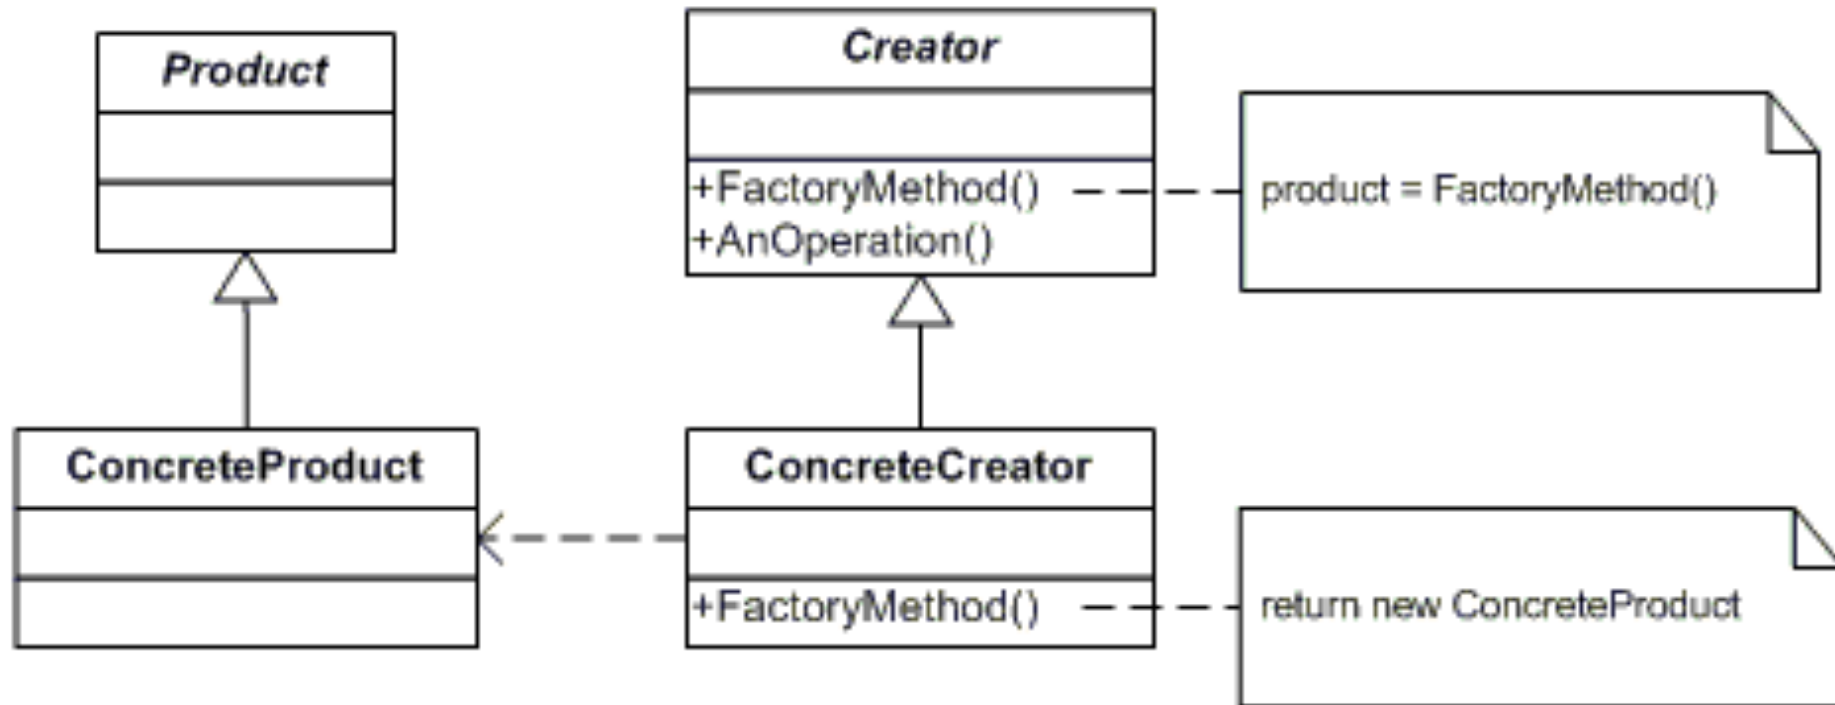 Product
Creator
+FactoryMethod()
+AnOperation()
product = FactoryMethod()
ConcreteProduct
ConcreteCreator
+FactoryMethod()
return new ConcreteProduct